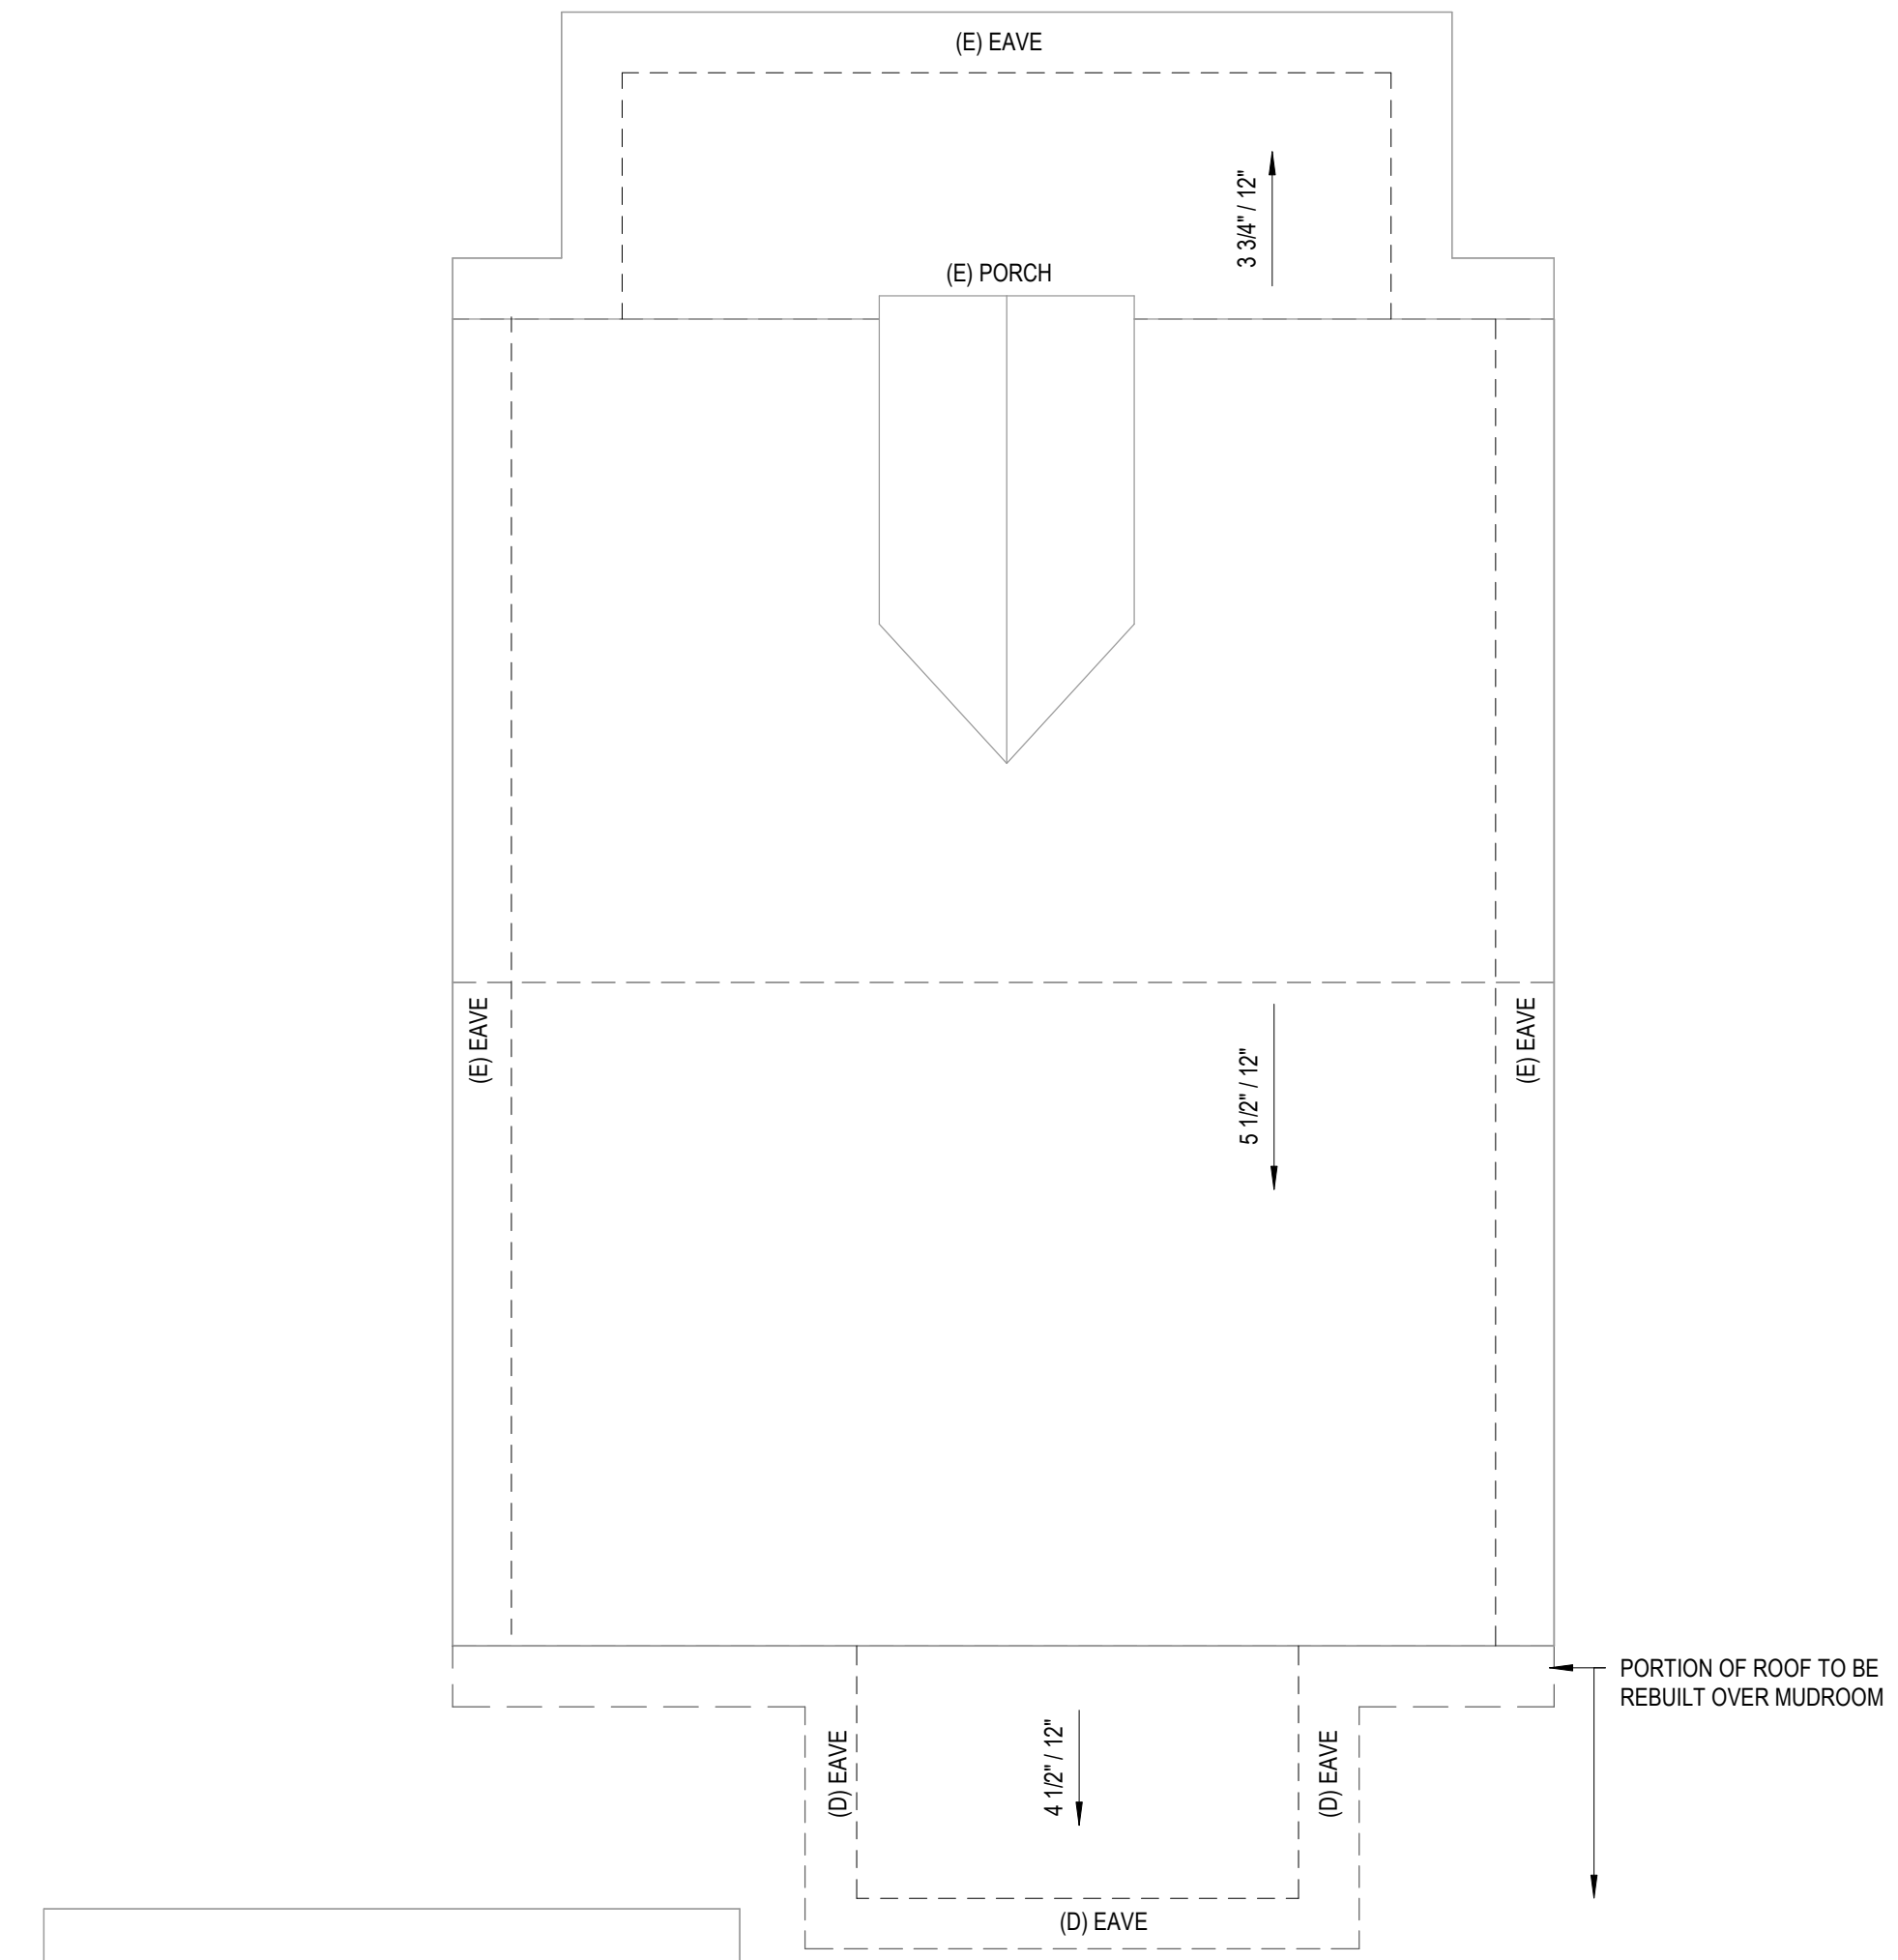 (E) EAVE
3 3/4" / 12"
(E) PORCH
(E) EAVE
(E) EAVE
5 1/2" / 12"
PORTION OF ROOF TO BE
REBUILT OVER MUDROOM
(D) EAVE
4 1/2" / 12"
(D) EAVE
(D) EAVE